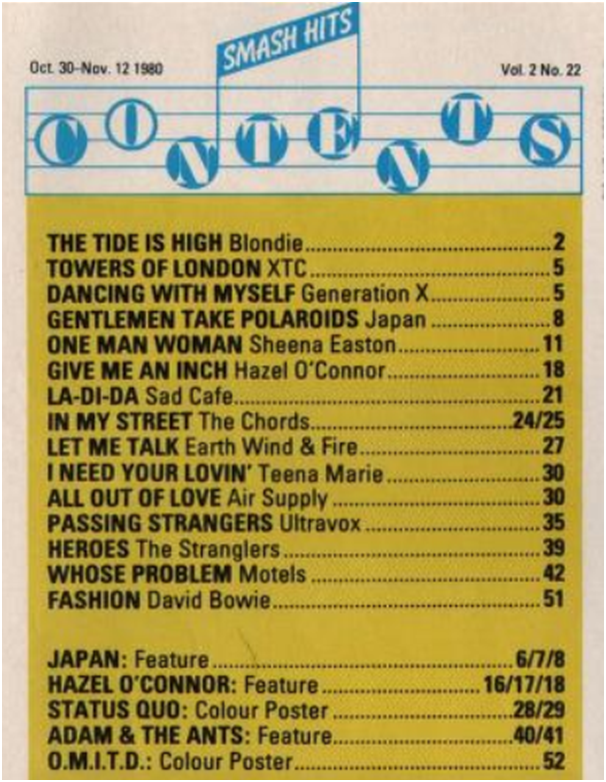 SMASH HITS
Oct. 30–Nov. 12 1980
Vol. 2 No. 22
CONTENTS
THE TIDE IS HIGH Blondie 2
TOWERS OF LONDON XTC 5
DANCING WITH MYSELF Generation X 5
GENTLEMEN TAKE POLAROIDS Japan 8
ONE MAN WOMAN Sheena Easton 11
GIVE ME AN INCH Hazel O'Connor 18
LA-DI-DA Sad Cafe 21
IN MY STREET The Chords 24/25
LET ME TALK Earth Wind & Fire 27
I NEED YOUR LOVIN' Teena Marie 30
ALL OUT OF LOVE Air Supply 30
PASSING STRANGERS Ultravox 35
HEROES The Stranglers 39
WHOSE PROBLEM Motels 42
FASHION David Bowie 51
JAPAN: Feature 6/7/8
HAZEL O'CONNOR: Feature 16/17/18
STATUS QUO: Colour Poster 28/29
ADAM & THE ANTS: Feature 40/41
O.M.I.T.D.: Colour Poster 52